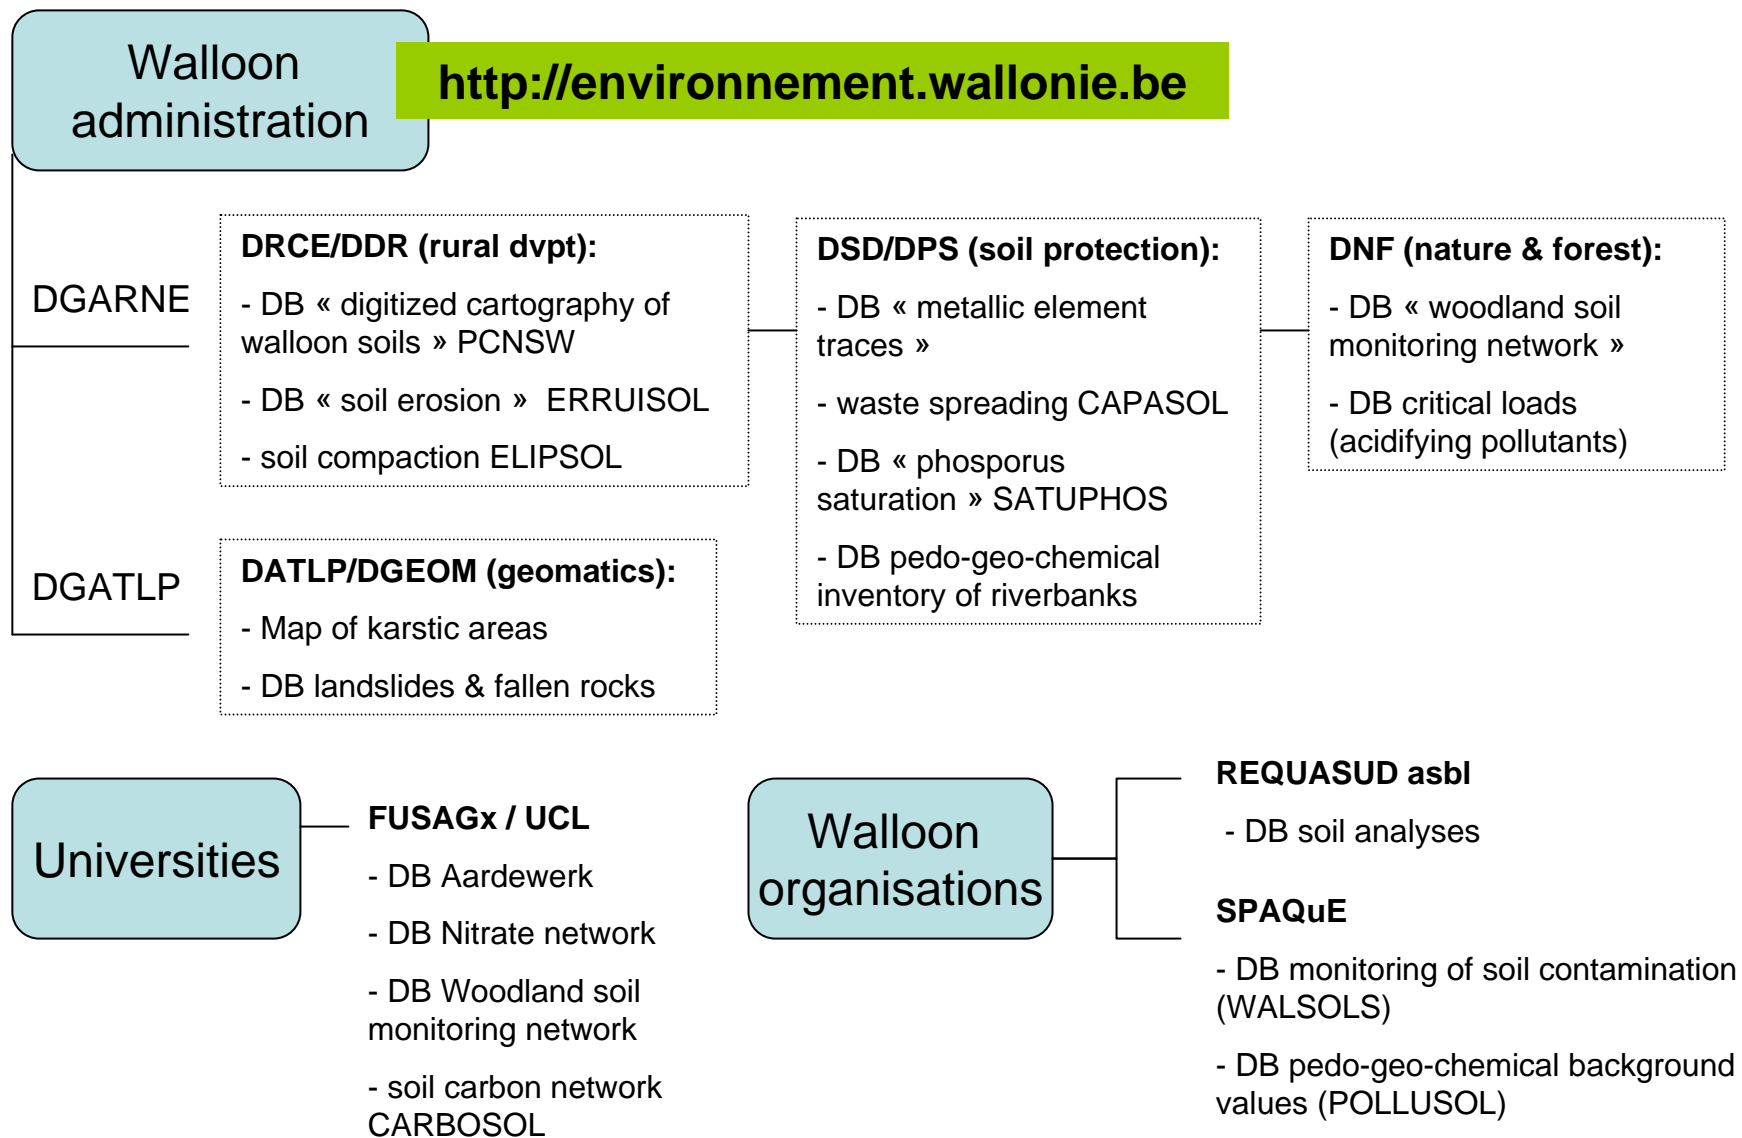 Walloon
administration
http://environnement.wallonie.be
DGARNE
DRCE/DDR (rural dvpt):
- DB « digitized cartography of
walloon soils » PCNSW
- DB « soil erosion » ERRUISOL
- soil compaction ELIPSOL
DSD/DPS (soil protection):
- DB « metallic element
traces »
- waste spreading CAPASOL
- DB « phosporus
saturation » SATUPHOS
- DB pedo-geo-chemical
inventory of riverbanks
DNF (nature & forest):
- DB « woodland soil
monitoring network »
- DB critical loads
(acidifying pollutants)
DGATLP
DATLP/DGEOM (geomatics):
- Map of karstic areas
- DB landslides & fallen rocks
Universities
FUSAGx / UCL
- DB Aardewerk
- DB Nitrate network
- DB Woodland soil
monitoring network
- soil carbon network
CARBOSOL
Walloon
organisations
REQUASUD asbl
- DB soil analyses
SPAQuE
- DB monitoring of soil contamination
(WALSOLS)
- DB pedo-geo-chemical background
values (POLLUSOL)